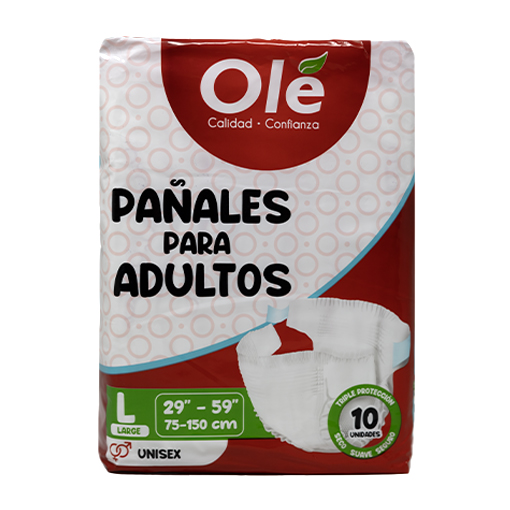 Olé
Calidad · Confianza
PAÑALES
PARA
ADULTOS
L
LARGE
29" - 59"
75-150 cm
UNISEX
TRIPLE PROTECCIÓN
10
UNIDADES
SECO SUAVE SEGURO